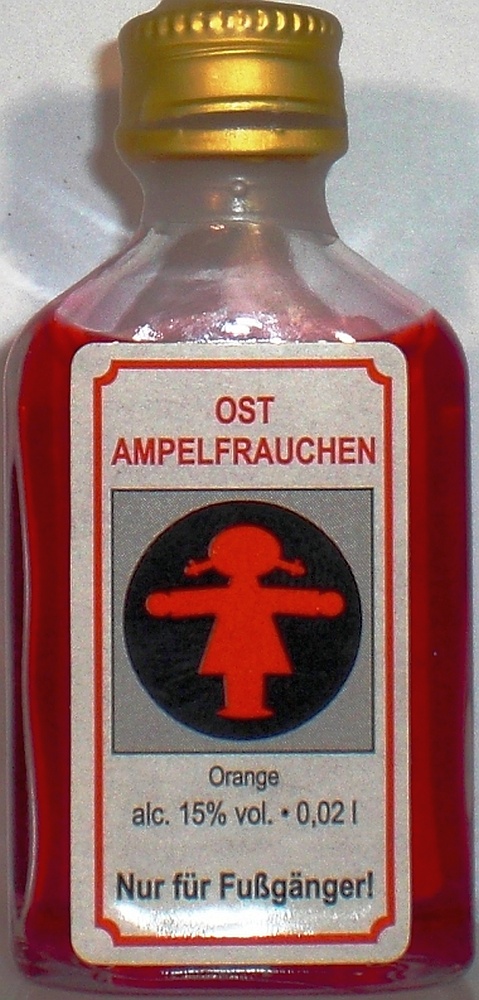 OST
AMPELFRAUCHEN
Orange
alc. 15% vol. • 0,02 l
Nur für Fußgänger!